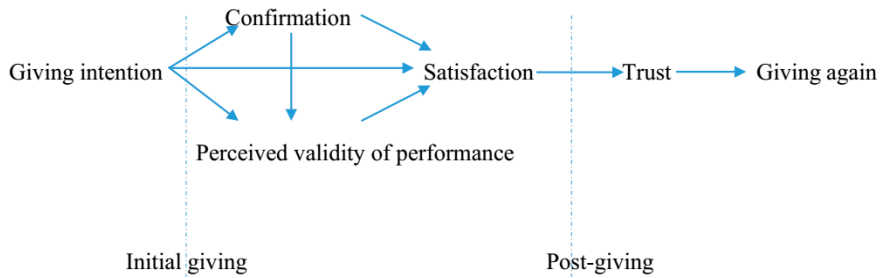 Confirmation
Giving intention
Satisfaction
Trust
Giving again
Perceived validity of performance
Initial giving
Post-giving